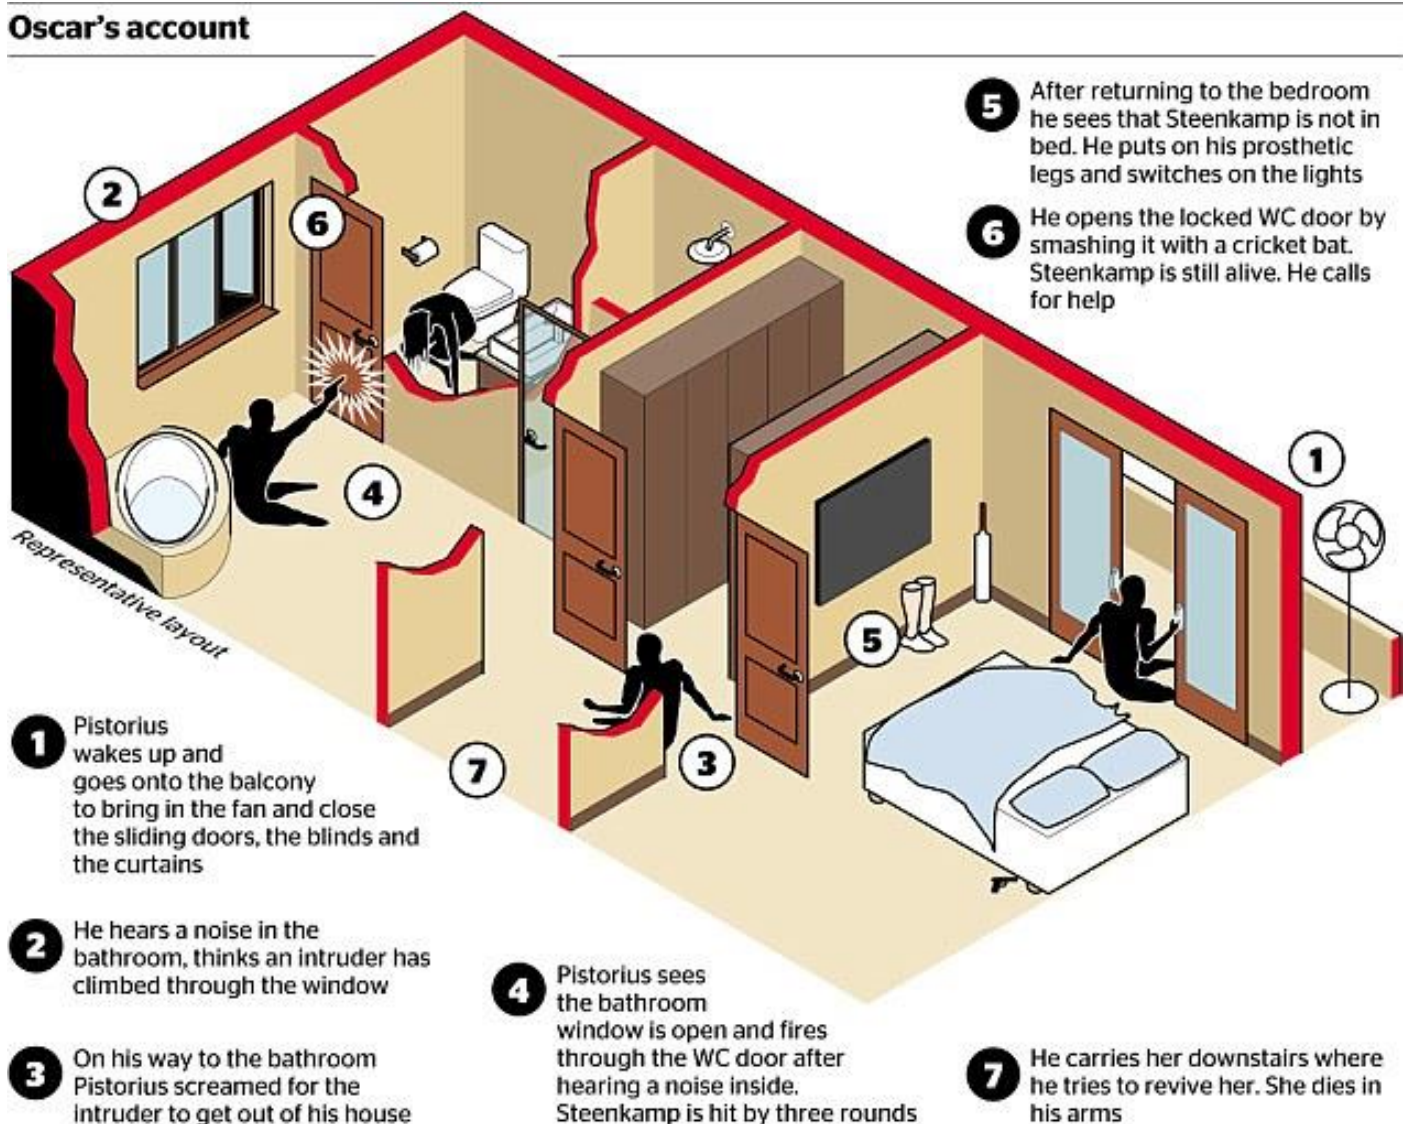 Oscar's account
5
After returning to the bedroom
he sees that Steenkamp is not in
bed. He puts on his prosthetic
legs and switches on the lights
6
He opens the locked WC door by
smashing it with a cricket bat.
Steenkamp is still alive. He calls
for help
2
6
1
4
5
3
7
Representative layout
1
Pistorius
wakes up and
goes onto the balcony
to bring in the fan and close
the sliding doors, the blinds and
the curtains
2
He hears a noise in the
bathroom, thinks an intruder has
climbed through the window
3
On his way to the bathroom
Pistorius screamed for the
intruder to get out of his house
4
Pistorius sees
the bathroom
window is open and fires
through the WC door after
hearing a noise inside.
Steenkamp is hit by three rounds
7
He carries her downstairs where
he tries to revive her. She dies in
his arms